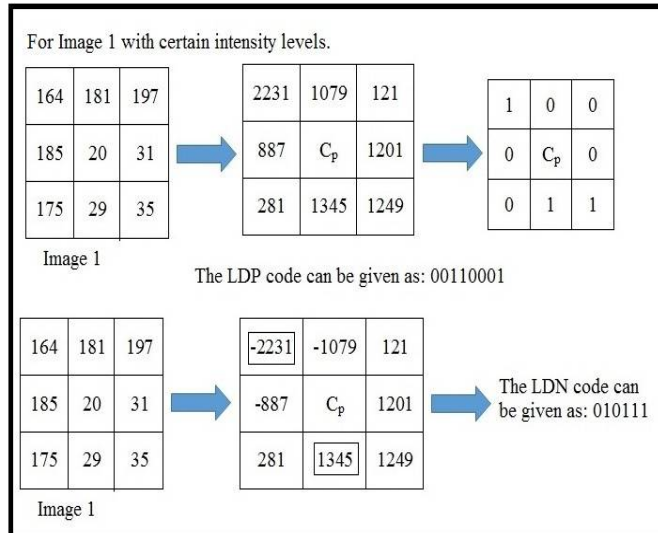 For Image 1 with certain intensity levels.
164 181 197
185 20 31
175 29 35
Image 1
2231 1079 121
887 Cₚ 1201
281 1345 1249
1 0 0
0 Cₚ 0
0 1 1
The LDP code can be given as: 00110001
164 181 197
185 20 31
175 29 35
Image 1
-2231 -1079 121
-887 Cₚ 1201
281 1345 1249
The LDN code can
be given as: 010111